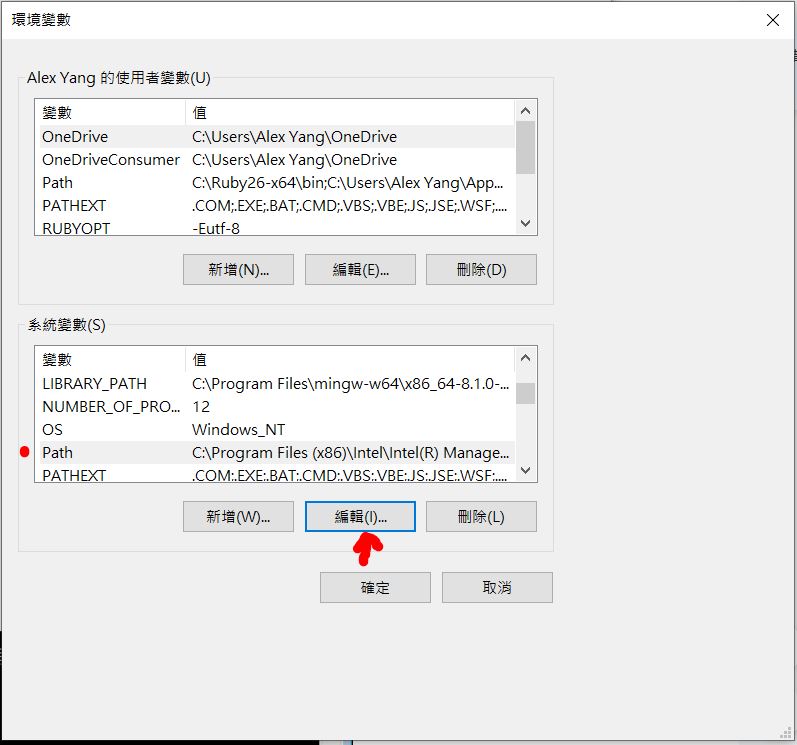 環境變數
Alex Yang 的使用者變數(U)
變數 值
OneDrive C:\Users\Alex Yang\OneDrive
OneDriveConsumer C:\Users\Alex Yang\OneDrive
Path C:\Ruby26-x64\bin;C:\Users\Alex Yang\App...
PATHEXT .COM;.EXE;.BAT;.CMD;.VBS;.VBE;.JS;.JSE;.WSF;....
RUBYOPT -Eutf-8
新增(N)... 編輯(E)... 刪除(D)
系統變數(S)
變數 值
LIBRARY_PATH C:\Program Files\mingw-w64\x86_64-8.1.0-...
NUMBER_OF_PRO... 12
OS Windows_NT
Path C:\Program Files (x86)\Intel\Intel(R) Manage...
PATHEXT .COM;.EXE;.BAT;.CMD;.VBS;.VBE;.JS;.JSE;.WSF;....
新增(W)... 編輯(I)... 刪除(L)
確定 取消